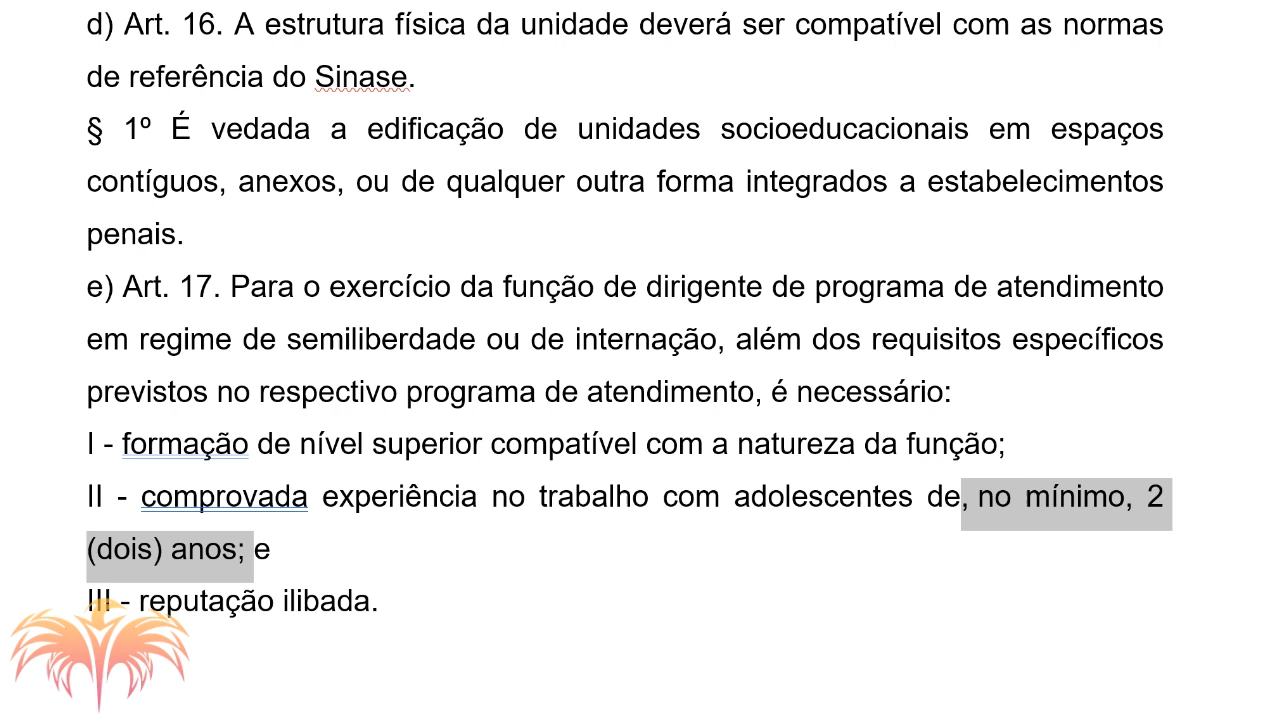 d) Art. 16. A estrutura física da unidade deverá ser compatível com as normas
de referência do Sinase.
§ 1º É vedada a edificação de unidades socioeducacionais em espaços
contíguos, anexos, ou de qualquer outra forma integrados a estabelecimentos
penais.
e) Art. 17. Para o exercício da função de dirigente de programa de atendimento
em regime de semiliberdade ou de internação, além dos requisitos específicos
previstos no respectivo programa de atendimento, é necessário:
I - formação de nível superior compatível com a natureza da função;
II - comprovada experiência no trabalho com adolescentes de, no mínimo, 2
(dois) anos; e
III - reputação ilibada.